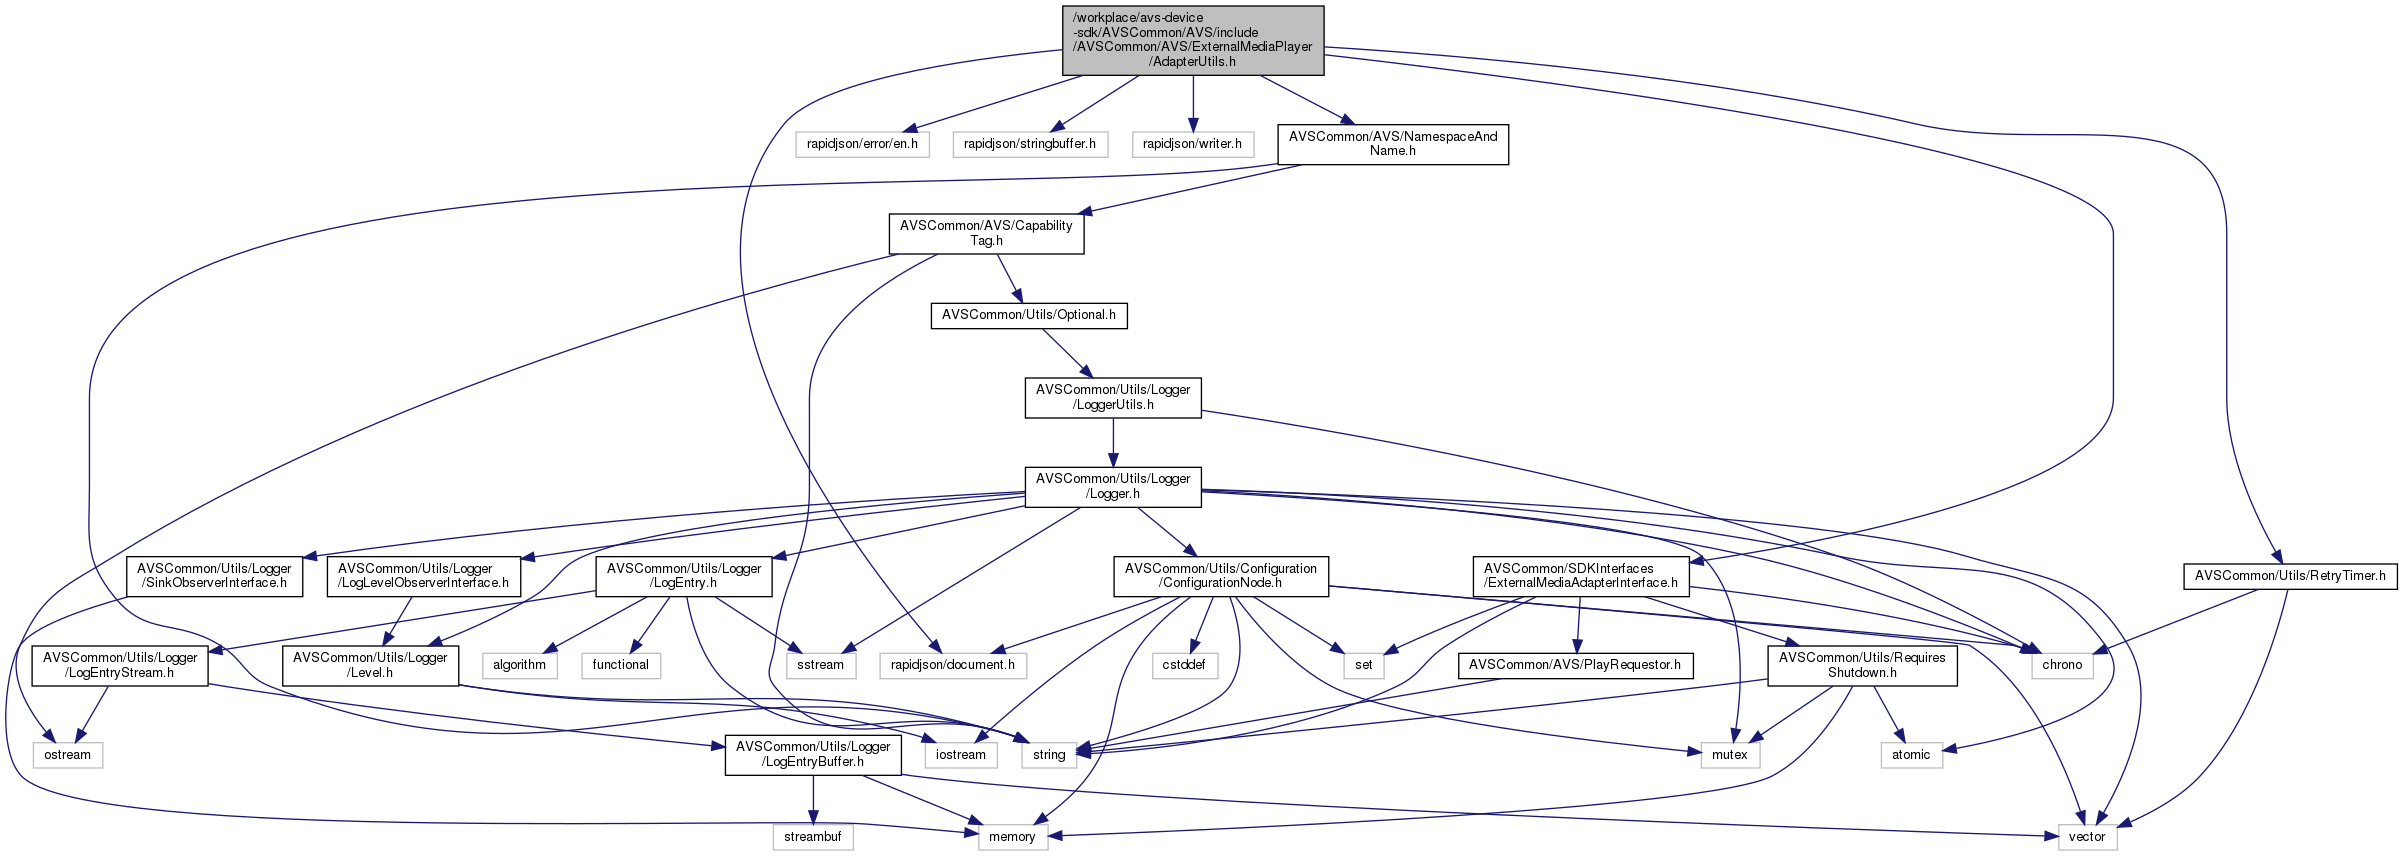 /workplace/avs-device
-sdk/AVSCommon/AVS/include
/AVSCommon/AVS/ExternalMediaPlayer
/AdapterUtils.h
rapidjson/error/en.h
rapidjson/stringbuffer.h
rapidjson/writer.h
AVSCommon/AVS/NamespaceAnd
Name.h
AVSCommon/AVS/Capability
Tag.h
AVSCommon/Utils/Optional.h
AVSCommon/Utils/Logger
/LoggerUtils.h
AVSCommon/Utils/Logger
/Logger.h
AVSCommon/Utils/Logger
/SinkObserverInterface.h
AVSCommon/Utils/Logger
/LogLevelObserverInterface.h
AVSCommon/Utils/Logger
/LogEntry.h
AVSCommon/Utils/Configuration
/ConfigurationNode.h
AVSCommon/SDKInterfaces
/ExternalMediaAdapterInterface.h
AVSCommon/Utils/RetryTimer.h
AVSCommon/Utils/Logger
/LogEntryStream.h
AVSCommon/Utils/Logger
/Level.h
algorithm
functional
sstream
rapidjson/document.h
cstddef
set
AVSCommon/AVS/PlayRequestor.h
AVSCommon/Utils/Requires
Shutdown.h
chrono
ostream
AVSCommon/Utils/Logger
/LogEntryBuffer.h
iostream
string
mutex
atomic
streambuf
memory
vector